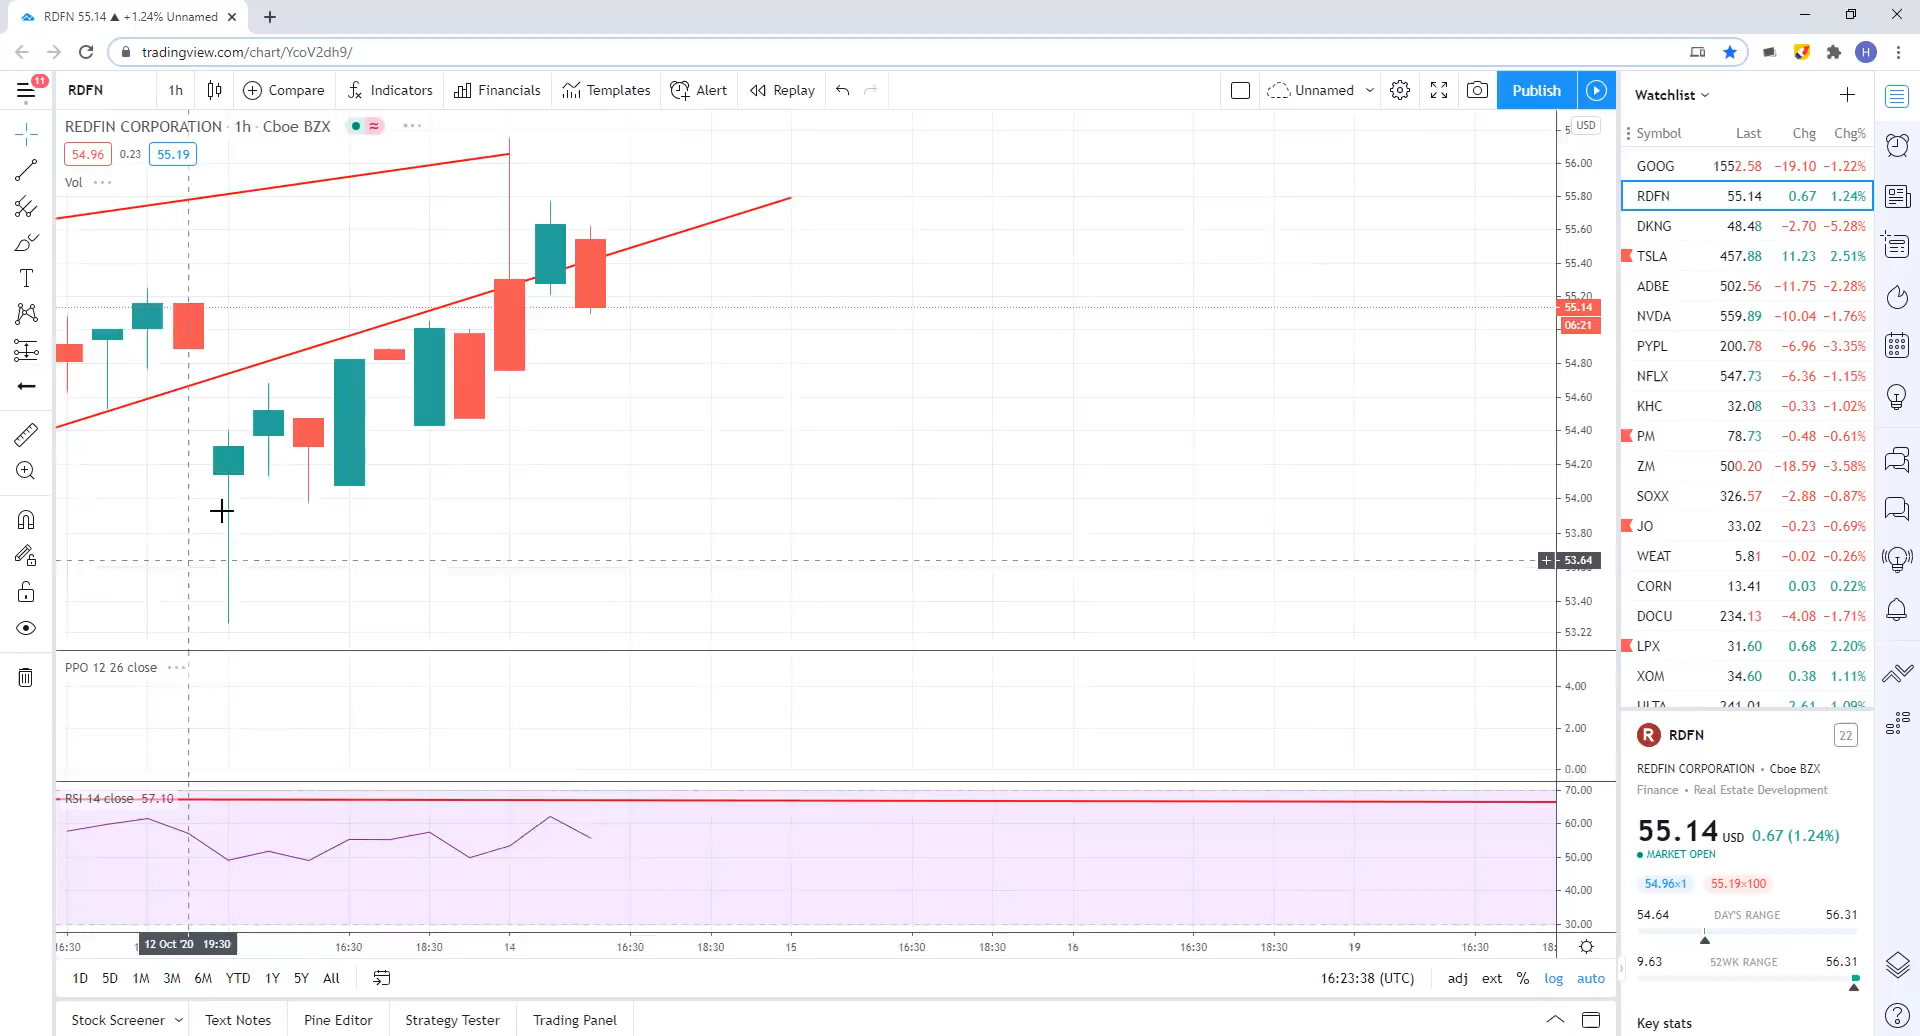 RDFN 55.14 ▲ +1.24% Unnamed
tradingview.com/chart/YcoV2dh9/
H
11
RDFN 1h Compare Indicators Financials Templates Alert Replay Unnamed Publish
REDFIN CORPORATION · 1h · Cboe BZX
54.96 0.23 55.19
Vol
USD
56.00
55.80
55.60
55.40
55.20
55.14
06:21
54.80
54.60
54.40
54.20
54.00
53.80
53.64
53.40
53.22
PPO 12 26 close
4.00
2.00
0.00
RSI 14 close 57.10
70.00
60.00
50.00
40.00
30.00
12 Oct '20 19:30 16:30 18:30 14 16:30 18:30 15 16:30 18:30 16 16:30 18:30 19 16:30
1D 5D 1M 3M 6M YTD 1Y 5Y All 16:23:38 (UTC) adj ext % log auto
Stock Screener Text Notes Pine Editor Strategy Tester Trading Panel
Watchlist
Symbol Last Chg Chg%
GOOG 1552.58 −19.10 −1.22%
RDFN 55.14 0.67 1.24%
DKNG 48.48 −2.70 −5.28%
TSLA 457.88 11.23 2.51%
ADBE 502.56 −11.75 −2.28%
NVDA 559.89 −10.04 −1.76%
PYPL 200.78 −6.96 −3.35%
NFLX 547.73 −6.36 −1.15%
KHC 32.08 −0.33 −1.02%
PM 78.73 −0.48 −0.61%
ZM 500.20 −18.59 −3.58%
SOXX 326.57 −2.88 −0.87%
JO 33.02 −0.23 −0.69%
WEAT 5.81 −0.02 −0.26%
CORN 13.41 0.03 0.22%
DOCU 234.13 −4.08 −1.71%
LPX 31.60 0.68 2.20%
XOM 34.60 0.38 1.11%
ULTA 241.01 2.61 1.09%
R RDFN 22
REDFIN CORPORATION • Cboe BZX
Finance • Real Estate Development
55.14 USD 0.67 (1.24%)
MARKET OPEN
54.96×1 55.19×100
54.64 DAY'S RANGE 56.31
9.63 52WK RANGE 56.31
Key stats